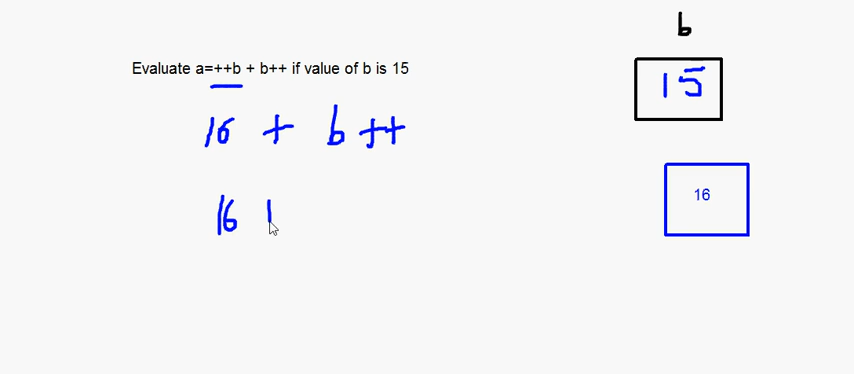 b
Evaluate a=++b + b++ if value of b is 15
15
16 + b ++
16
16